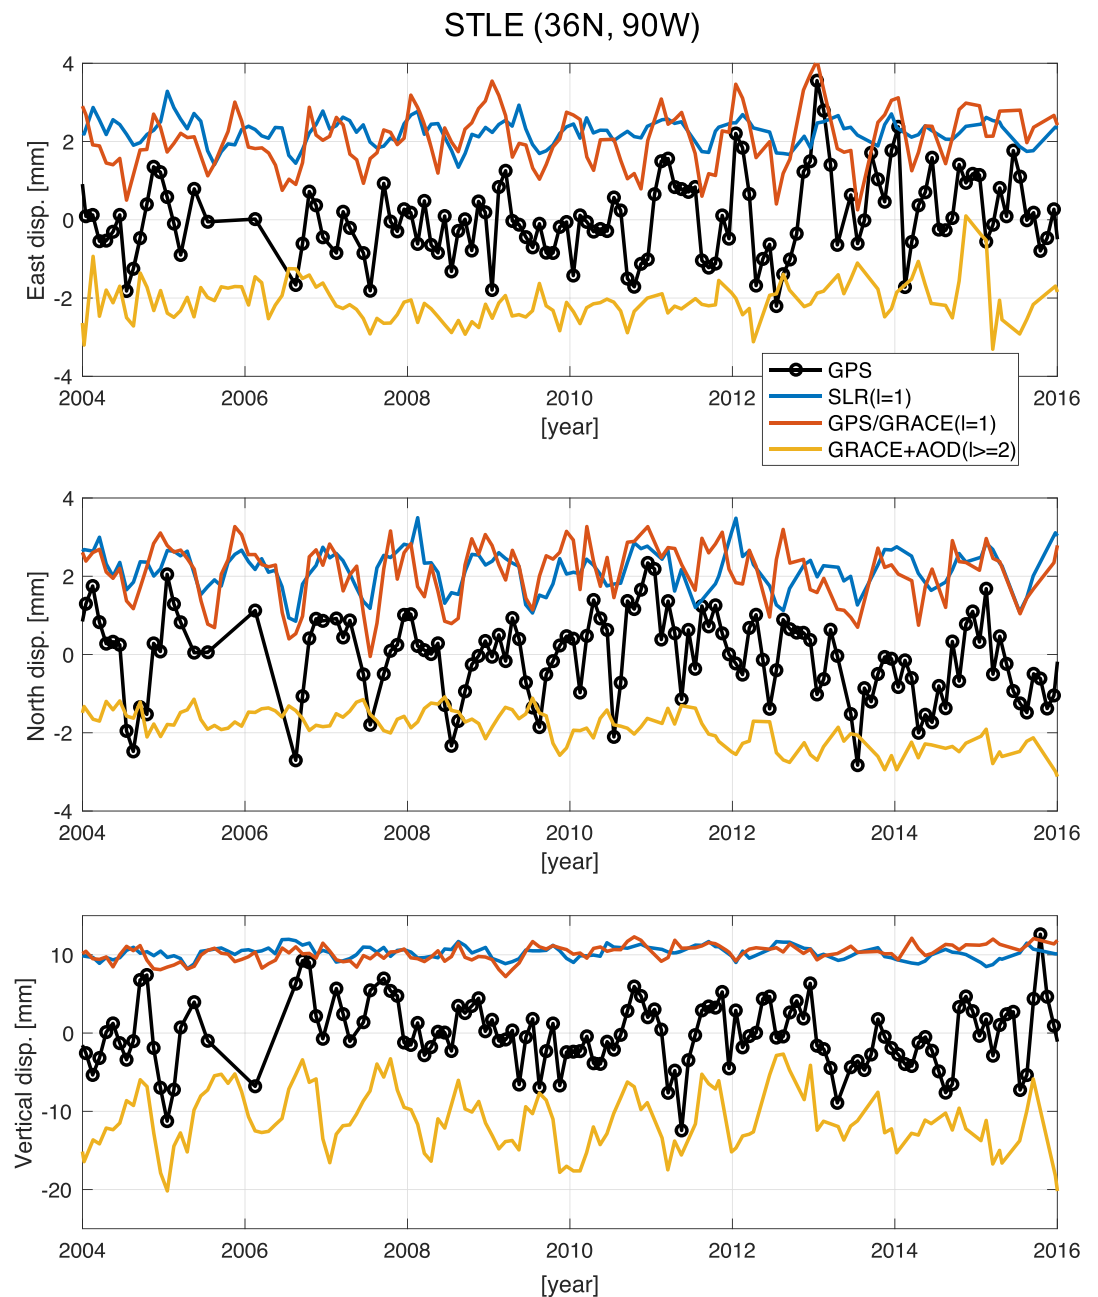 STLE (36N, 90W)
4
2
0
-2
-4
East disp. [mm]
2004 2006 2008 2010 2012 2014 2016
[year]
GPS
SLR(l=1)
GPS/GRACE(l=1)
GRACE+AOD(l>=2)
4
2
0
-2
-4
North disp. [mm]
2004 2006 2008 2010 2012 2014 2016
[year]
10
0
-10
-20
Vertical disp. [mm]
2004 2006 2008 2010 2012 2014 2016
[year]